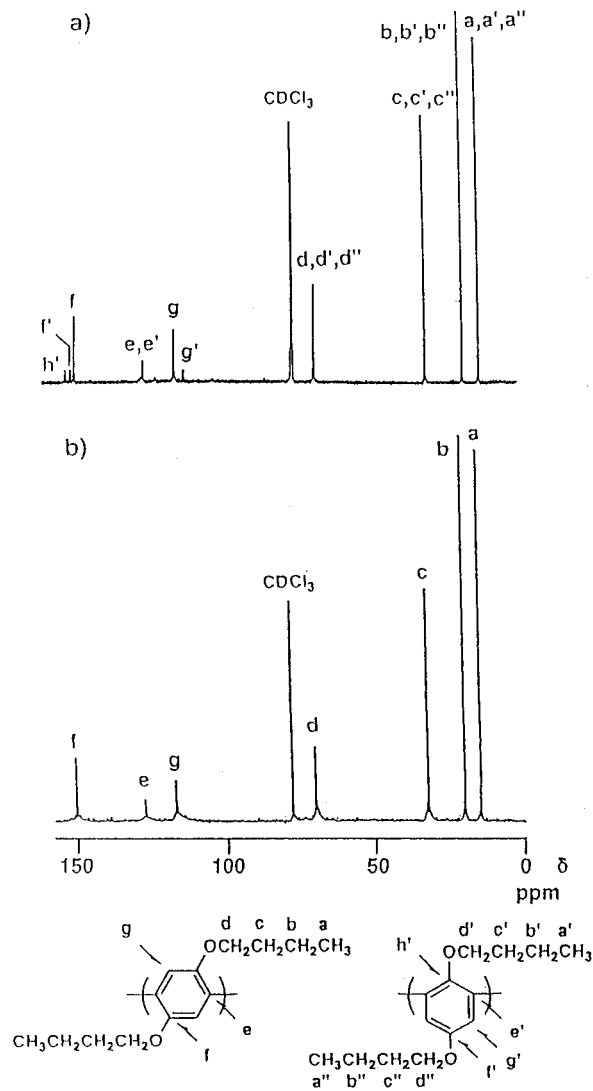 a)
b,b',b''
a,a',a''
CDCl3
c,c',c''
d,d',d''
f
f'
h'
e,e'
g
g'
b)
b
a
CDCl3
c
d
f
e
g
150
100
50
0
δ
ppm
g
d c b a
OCH2CH2CH2CH3
CH3CH2CH2CH2O
e
f
d' c' b' a'
h'
OCH2CH2CH2CH3
e'
g'
f'
CH3CH2CH2CH2O
a'' b'' c'' d''